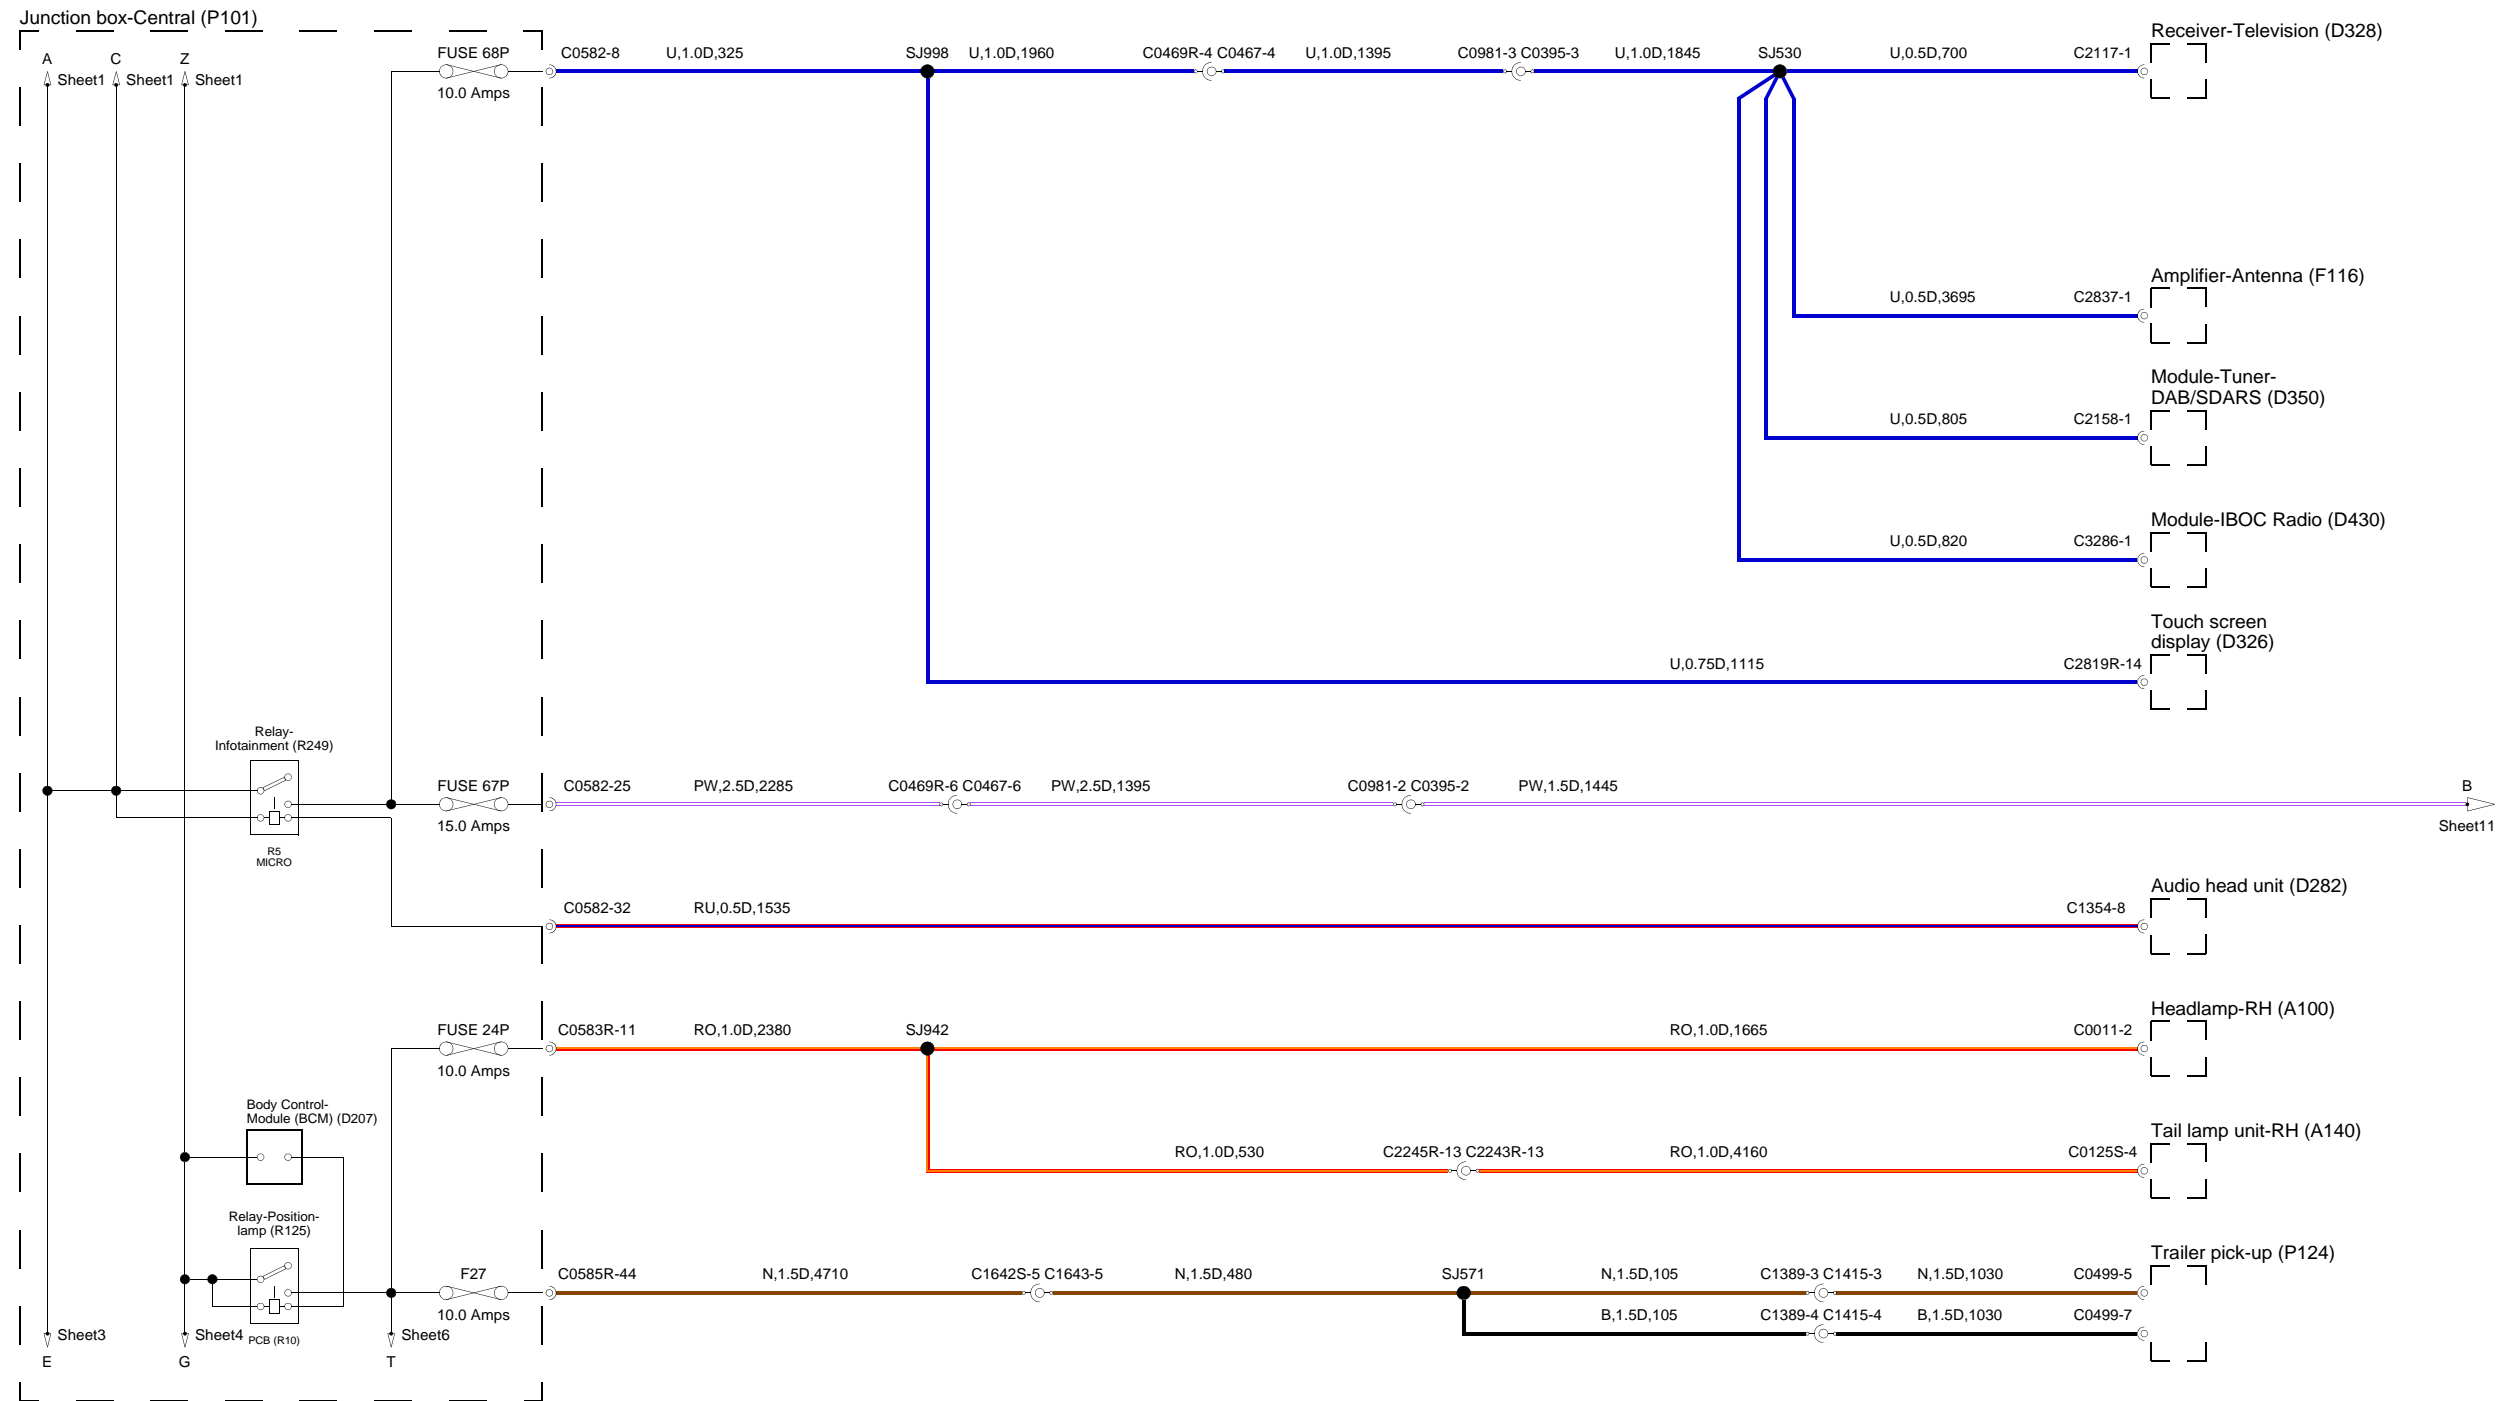 Junction box-Central (P101)
A
C
Z
Sheet1
Sheet1
Sheet1
FUSE 68P
10.0 Amps
C0582-8
U,1.0D,325
SJ998
U,1.0D,1960
C0469R-4 C0467-4
U,1.0D,1395
C0981-3 C0395-3
U,1.0D,1845
SJ530
U,0.5D,700
C2117-1
Receiver-Television (D328)
Amplifier-Antenna (F116)
U,0.5D,3695
C2837-1
Module-Tuner-
DAB/SDARS (D350)
U,0.5D,805
C2158-1
Module-IBOC Radio (D430)
U,0.5D,820
C3286-1
Touch screen
display (D326)
U,0.75D,1115
C2819R-14
Relay-
Infotainment (R249)
R5
MICRO
FUSE 67P
15.0 Amps
C0582-25
PW,2.5D,2285
C0469R-6 C0467-6
PW,2.5D,1395
C0981-2 C0395-2
PW,1.5D,1445
B
Sheet11
C0582-32
RU,0.5D,1535
C1354-8
Audio head unit (D282)
FUSE 24P
10.0 Amps
C0583R-11
RO,1.0D,2380
SJ942
RO,1.0D,1665
C0011-2
Headlamp-RH (A100)
Body Control-
Module (BCM) (D207)
RO,1.0D,530
C2245R-13 C2243R-13
RO,1.0D,4160
C0125S-4
Tail lamp unit-RH (A140)
Relay-Position-
lamp (R125)
PCB (R10)
F27
10.0 Amps
C0585R-44
N,1.5D,4710
C1642S-5 C1643-5
N,1.5D,480
SJ571
N,1.5D,105
C1389-3 C1415-3
N,1.5D,1030
C0499-5
Trailer pick-up (P124)
B,1.5D,105
C1389-4 C1415-4
B,1.5D,1030
C0499-7
Sheet3
Sheet4
Sheet6
E
G
T